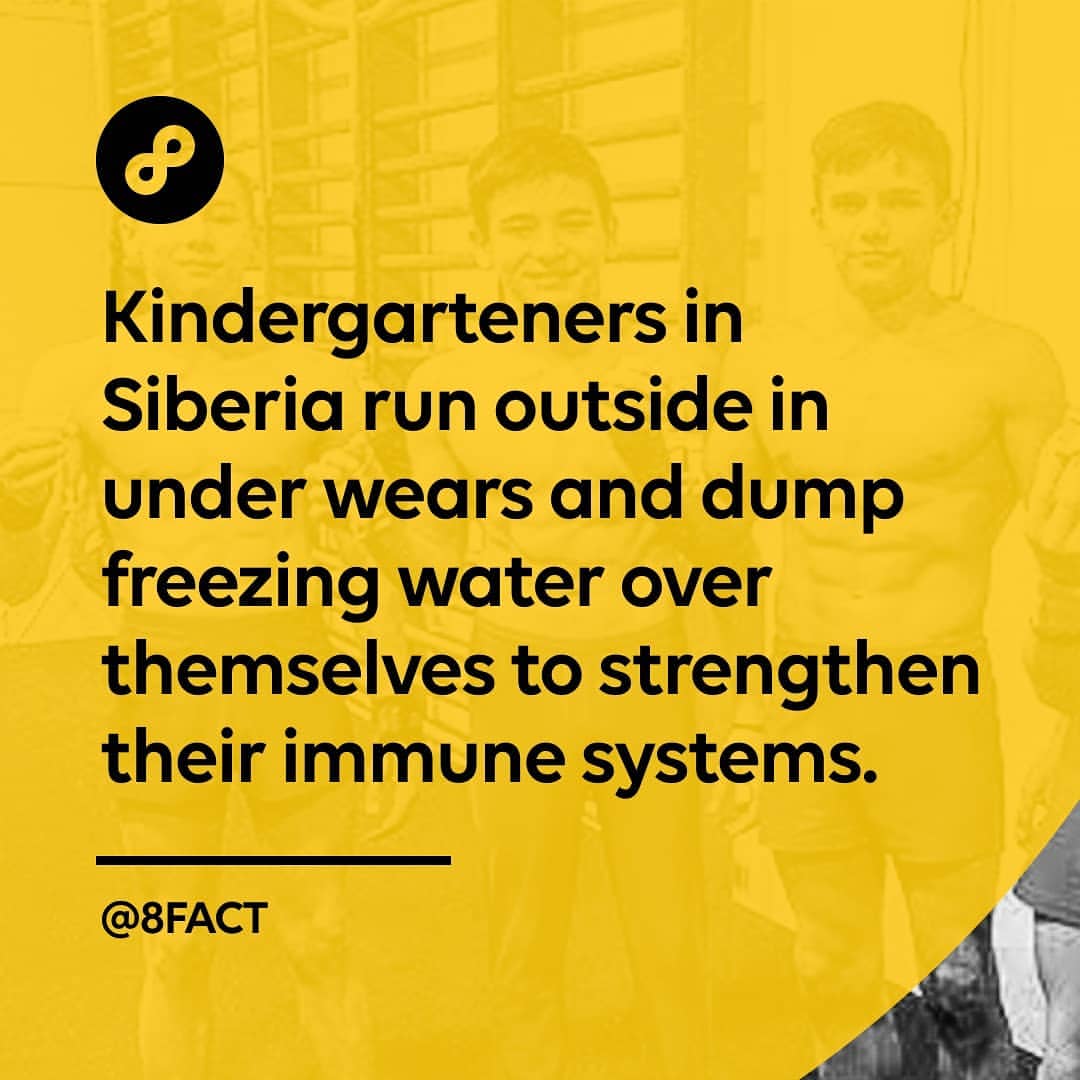 Kindergarteners in
Siberia run outside in
under wears and dump
freezing water over
themselves to strengthen
their immune systems.
@8FACT